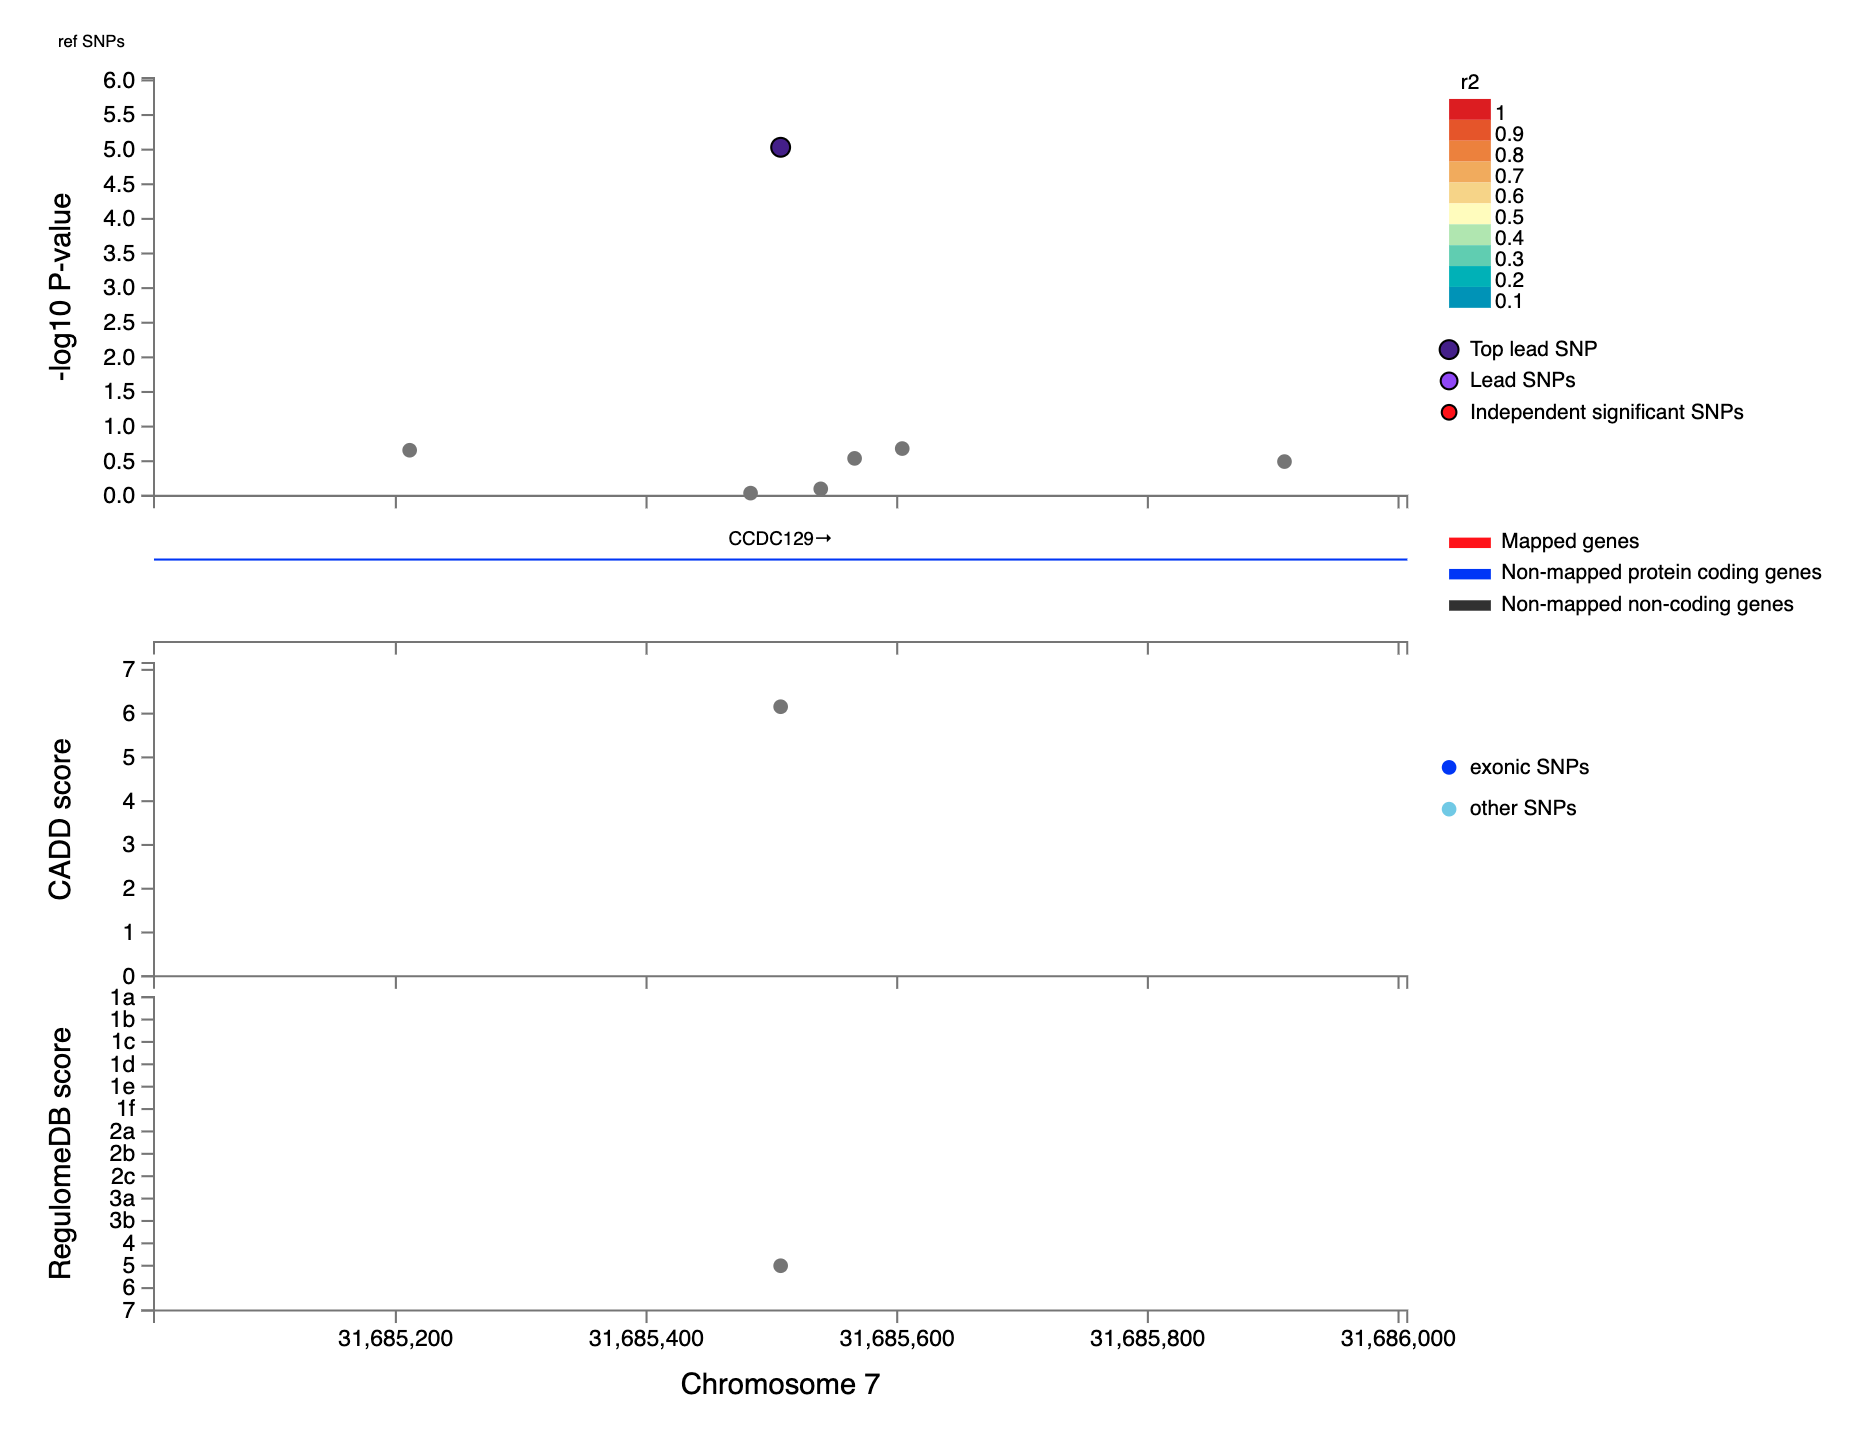 ref SNPs
-log10 P-value
6.0
5.5
5.0
4.5
4.0
3.5
3.0
2.5
2.0
1.5
1.0
0.5
0.0
r2
1
0.9
0.8
0.7
0.6
0.5
0.4
0.3
0.2
0.1
Top lead SNP
Lead SNPs
Independent significant SNPs
CCDC129→
Mapped genes
Non-mapped protein coding genes
Non-mapped non-coding genes
CADD score
7
6
5
4
3
2
1
0
exonic SNPs
other SNPs
RegulomeDB score
1a
1b
1c
1d
1e
1f
2a
2b
2c
3a
3b
4
5
6
7
31,685,200 31,685,400 31,685,600 31,685,800 31,686,000
Chromosome 7